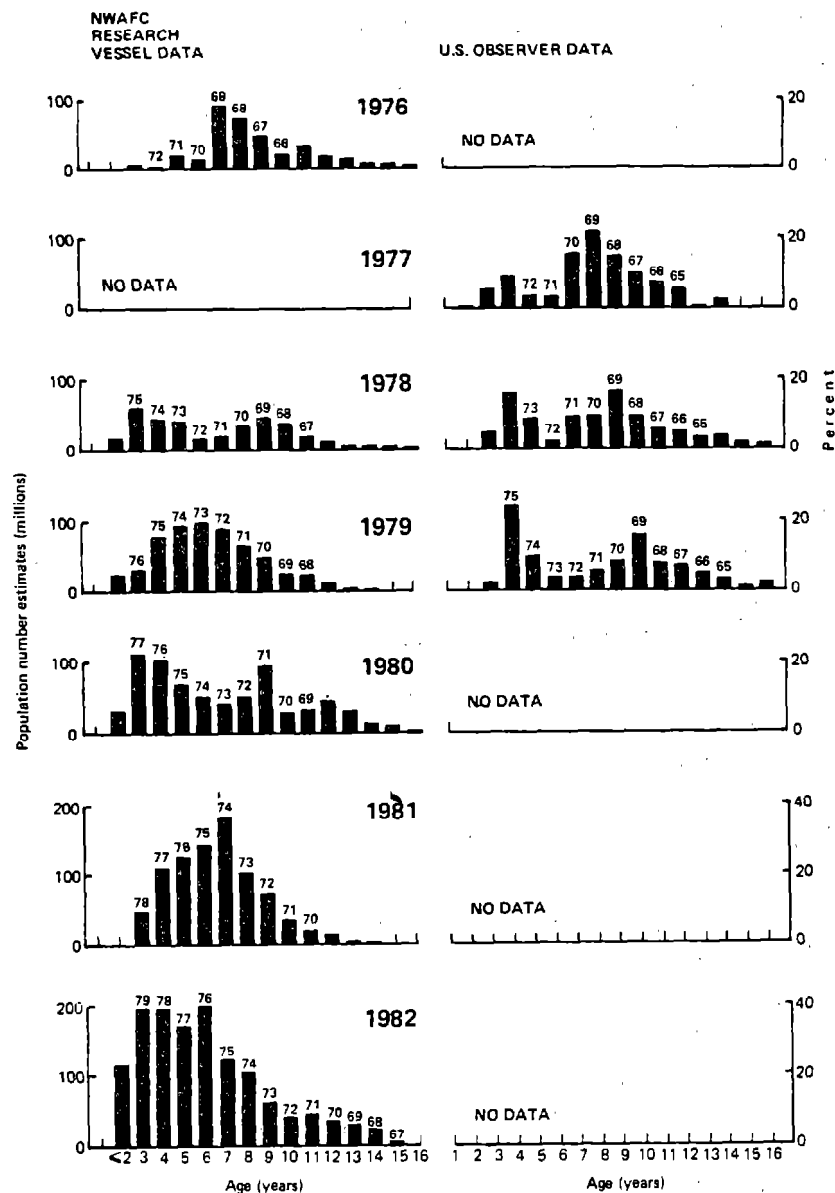 NWAFC
RESEARCH
VESSEL DATA
U.S. OBSERVER DATA
100
0
72 71 70 69 68 67 66
1976
NO DATA
20
0
100
0
NO DATA
1977
72 71 70 69 68 67 66 65
20
0
100
0
75 74 73 72 71 70 69 68 67
1978
73 72 71 70 69 68 67 66 65
20
0
Percent
Population number estimates (millions)
100
0
76 75 74 73 72 71 70 69 68
1979
75 74 73 72 71 70 69 68 67 66 65
20
0
100
0
77 76 75 74 73 72 71 70 69
1980
NO DATA
20
0
200
100
0
78 77 76 75 74 73 72 71 70
1981
NO DATA
40
20
0
200
100
0
79 78 77 76 75 74 73 72 71 70 69 68 67
1982
NO DATA
40
20
0
⩽2 3 4 5 6 7 8 9 10 11 12 13 14 15 16
1 2 3 4 5 6 7 8 9 10 11 12 13 14 15 16
Age (years)
Age (years)